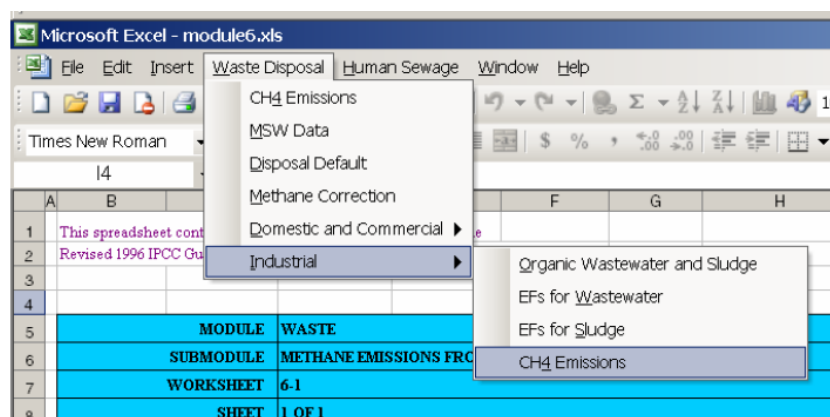 Microsoft Excel - module6.xls
File Edit Insert Waste Disposal Human Sewage Window Help
CH4 Emissions
MSW Data
Disposal Default
Methane Correction
Domestic and Commercial
Industrial
Organic Wastewater and Sludge
EFs for Wastewater
EFs for Sludge
CH4 Emissions
Times New Roman
I4
A B F G H
1 This spreadsheet cont
2 Revised 1996 IPCC Gu
3
4
5 MODULE WASTE
6 SUBMODULE METHANE EMISSIONS FRO
7 WORKSHEET 6-1
8 SHEET 1 OF 1